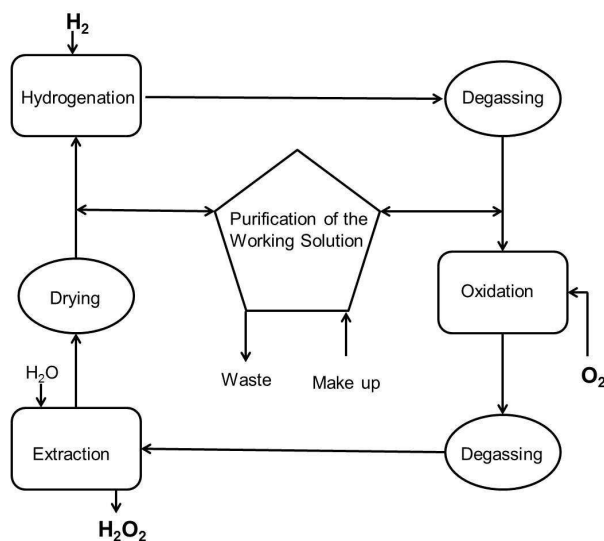 H₂
Hydrogenation
Degassing
Purification of the
Working Solution
Drying
Oxidation
H₂O
Waste
Make up
O₂
Extraction
Degassing
H₂O₂